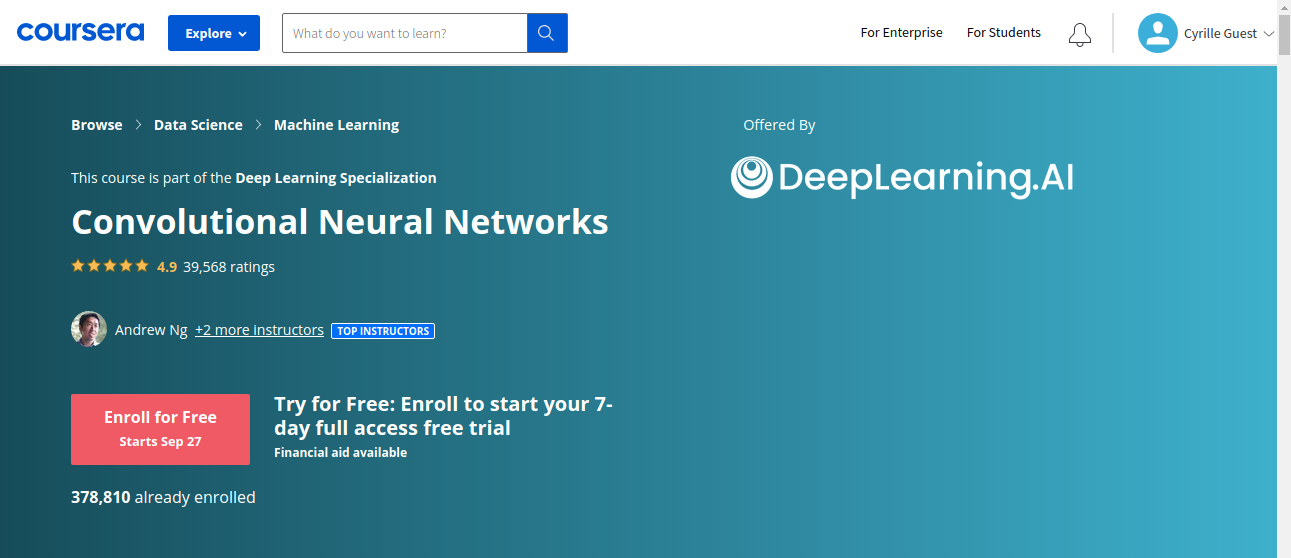 coursera
Explore
What do you want to learn?
For Enterprise
For Students
Cyrille Guest
Browse
Data Science
Machine Learning
Offered By
DeepLearning.AI
This course is part of the Deep Learning Specialization
Convolutional Neural Networks
4.9 39,568 ratings
Andrew Ng +2 more instructors TOP INSTRUCTORS
Enroll for Free
Starts Sep 27
Try for Free: Enroll to start your 7-
day full access free trial
Financial aid available
378,810 already enrolled